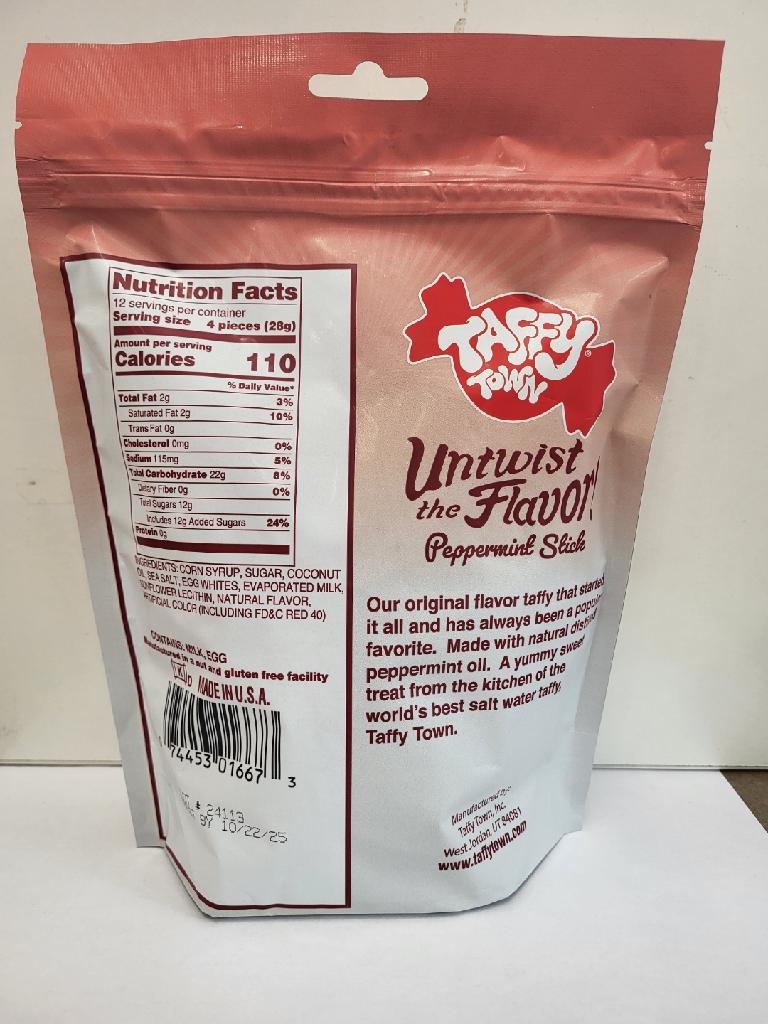 Nutrition Facts
12 servings per container
Serving size 4 pieces (28g)
Amount per serving
Calories 110
% Daily Value*
Total Fat 2g 3%
Saturated Fat 2g 10%
Trans Fat 0g
Cholesterol 0mg 0%
Sodium 115mg 5%
Total Carbohydrate 22g 8%
Dietary Fiber 0g 0%
Total Sugars 12g
Includes 12g Added Sugars 24%
Protein 0g
INGREDIENTS: CORN SYRUP, SUGAR, COCONUT
OIL, SEA SALT, EGG WHITES, EVAPORATED MILK,
SUNFLOWER LECITHIN, NATURAL FLAVOR,
ARTIFICIAL COLOR (INCLUDING FD&C RED 40)
CONTAINS: MILK, EGG
Manufactured in a nut and gluten free facility
MADE IN U.S.A.
74453 01667 3
# 24113
BY 10/22/25
TAFFY
TOWN
®
Untwist
the Flavor!
Peppermint Stick
Our original flavor taffy that started
it all and has always been a popular
favorite. Made with natural
peppermint oil. A yummy sweet
treat from the kitchen of the
world's best salt water taffy,
Taffy Town.
Manufactured by:
Taffy Town, Inc.
West Jordan, UT 84081
www.taffytown.com